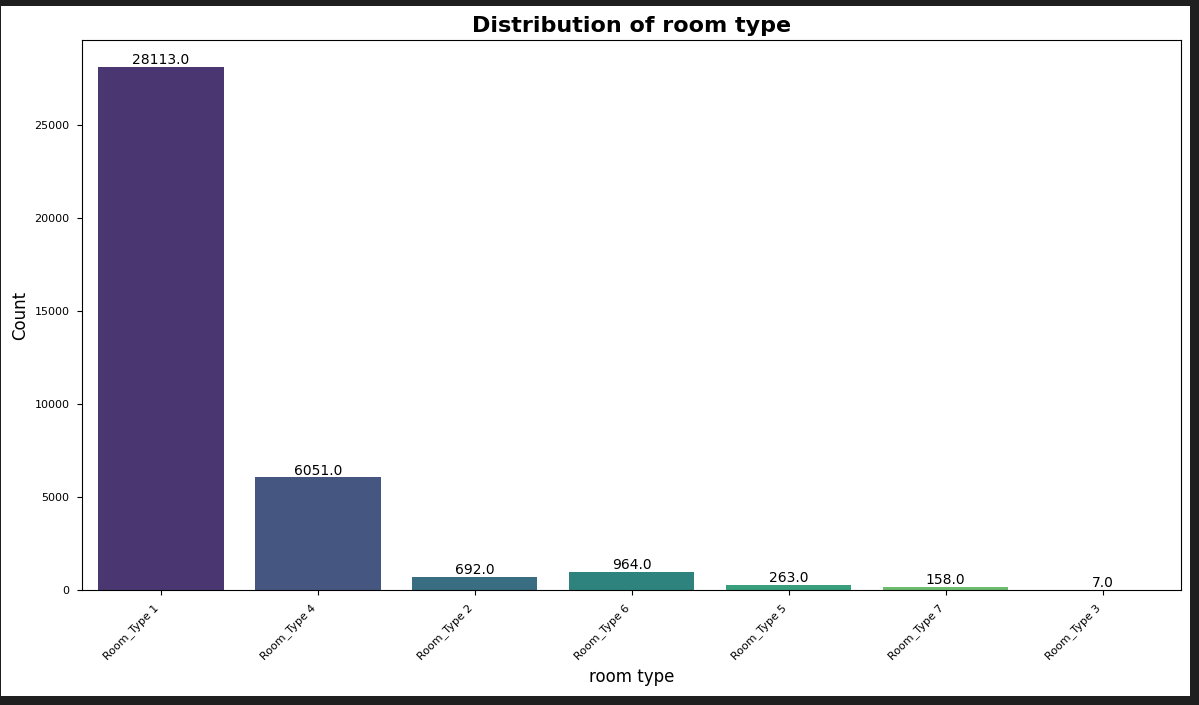 Distribution of room type
28113.0
25000
20000
15000
10000
5000
0
Count
6051.0
692.0
964.0
263.0
158.0
7.0
Room_Type 1
Room_Type 4
Room_Type 2
Room_Type 6
Room_Type 5
Room_Type 7
Room_Type 3
room type